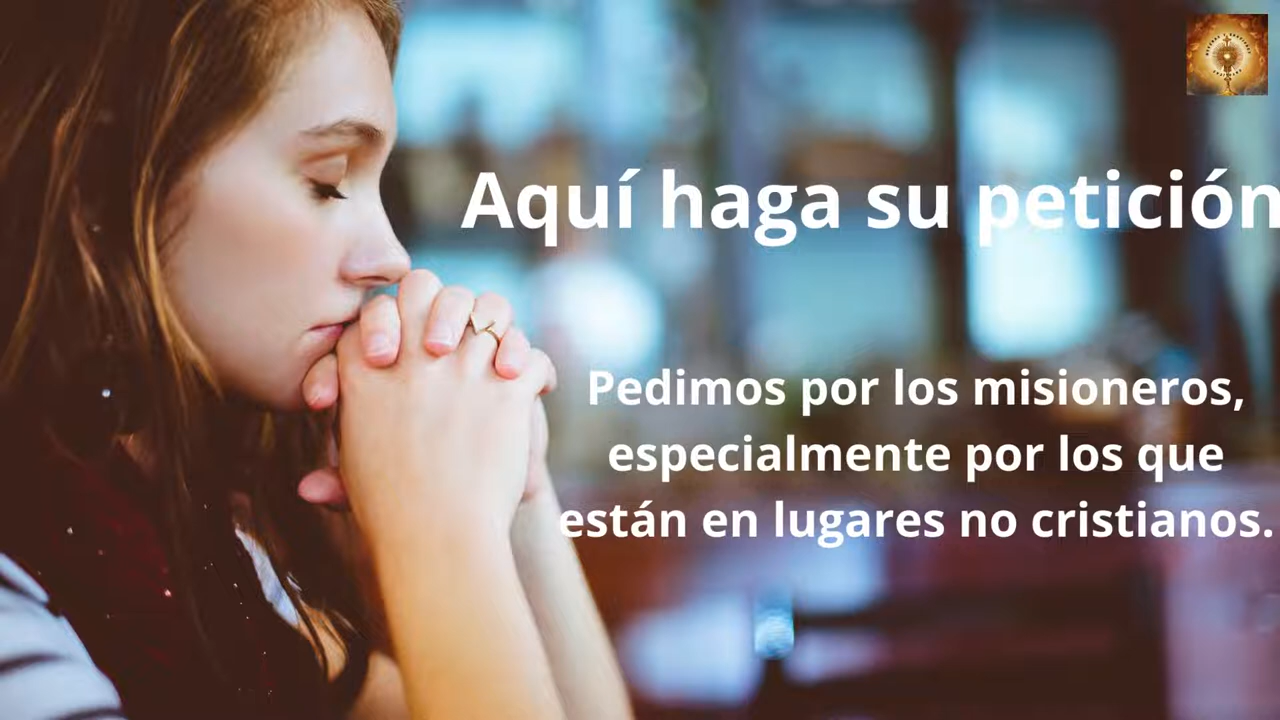 Aquí haga su petición
Pedimos por los misioneros,
especialmente por los que
están en lugares no cristianos.